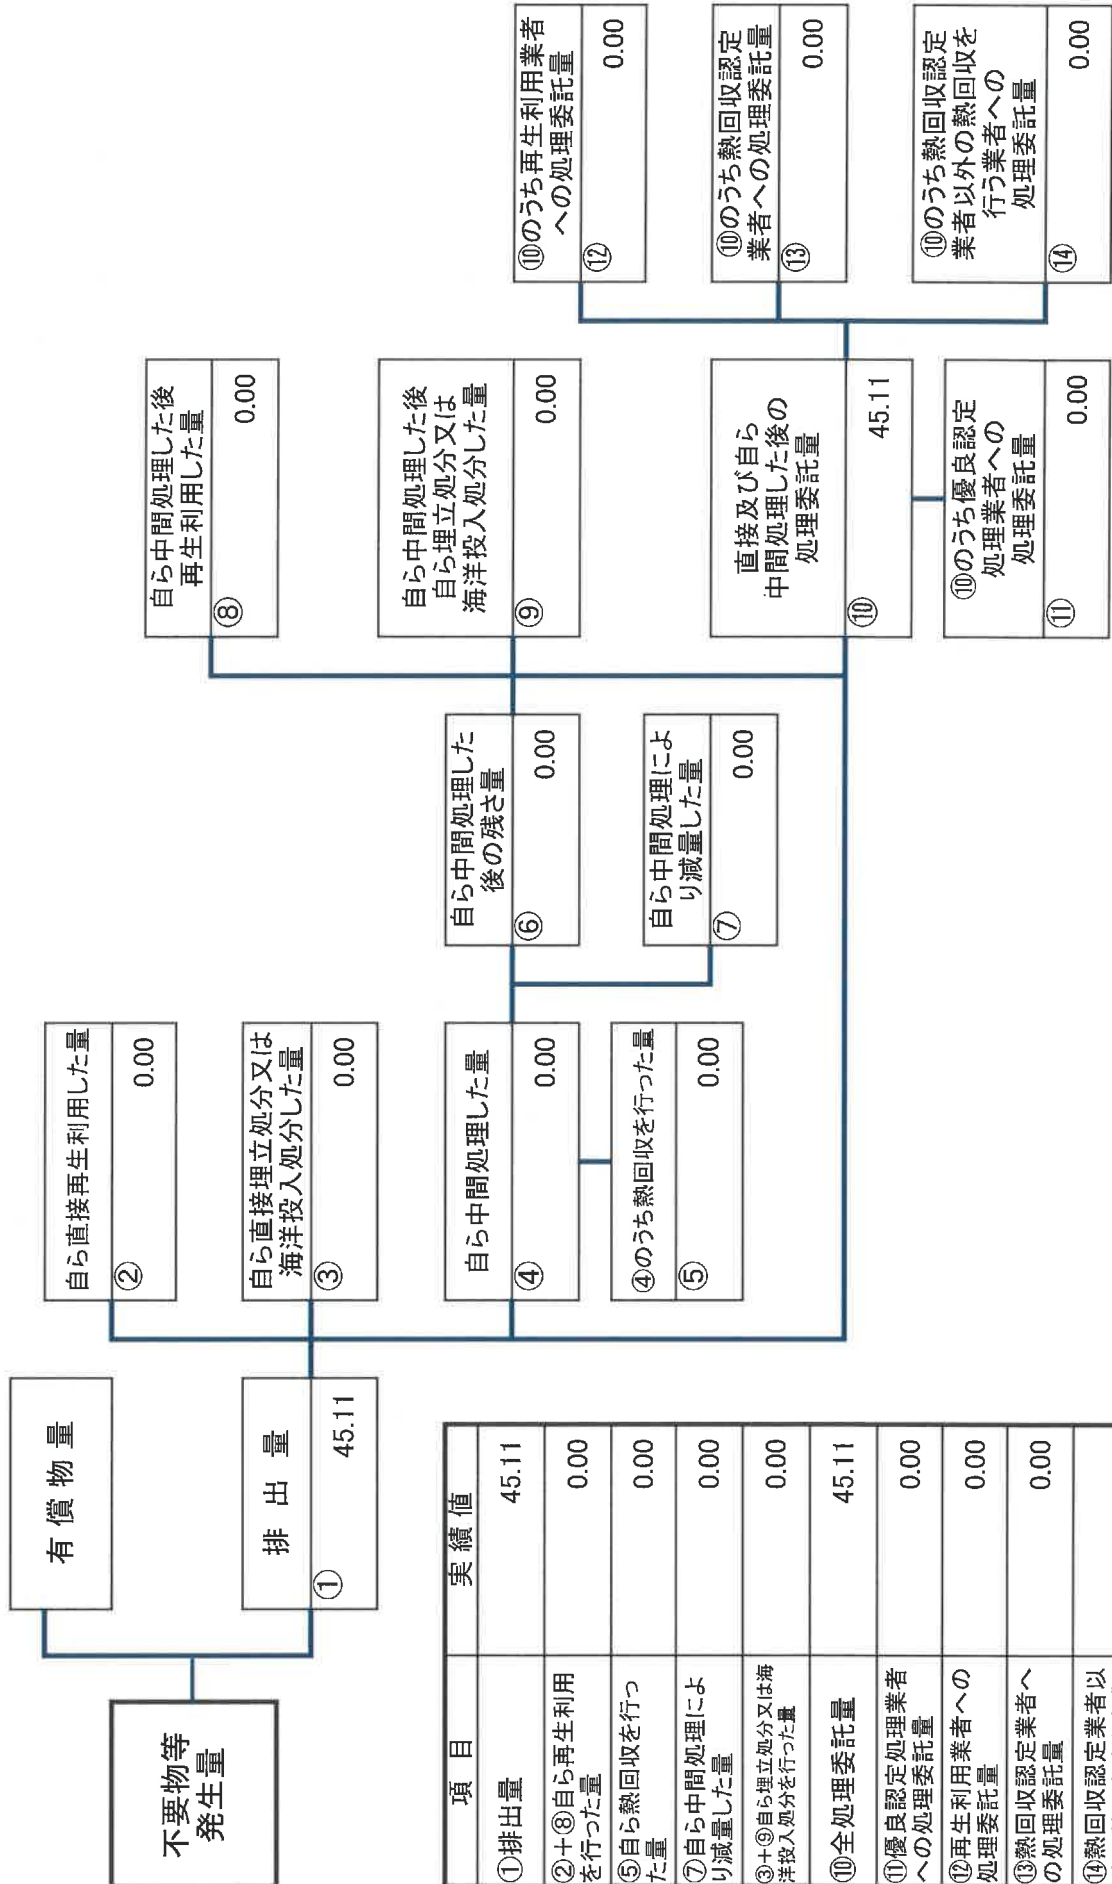 不要物等
発生量
有償物量
排出量
①
45.11
自ら直接再生利用した量
②
0.00
自ら直接埋立処分又は
海洋投入処分した量
③
0.00
自ら中間処理した量
④
0.00
④のうち熱回収を行った量
⑤
0.00
自ら中間処理した
後の残さ量
⑥
0.00
自ら中間処理によ
り減量した量
⑦
0.00
自ら中間処理した後
再生利用した量
⑧
0.00
自ら中間処理した後
自ら埋立処分又は
海洋投入処分した量
⑨
0.00
直接及び自ら
中間処理した後の
処理委託量
⑩
45.11
⑩のうち優良認定
処理業者への
処理委託量
⑪
0.00
⑩のうち再生利用業者
への処理委託量
⑫
0.00
⑩のうち熱回収認定
業者への処理委託量
⑬
0.00
⑩のうち熱回収認定
業者以外の熱回収を
行う業者への
処理委託量
⑭
0.00
項目 実績値
①排出量 45.11
②+⑧自ら再生利用
を行った量 0.00
⑤自ら熱回収を行っ
た量 0.00
⑦自ら中間処理によ
り減量した量 0.00
③+⑨自ら埋立処分又は海
洋投入処分を行った量 0.00
⑩全処理委託量 45.11
⑪優良認定処理業者
への処理委託量 0.00
⑫再生利用業者への
処理委託量 0.00
⑬熱回収認定業者へ
の処理委託量 0.00
⑭熱回収認定業者以